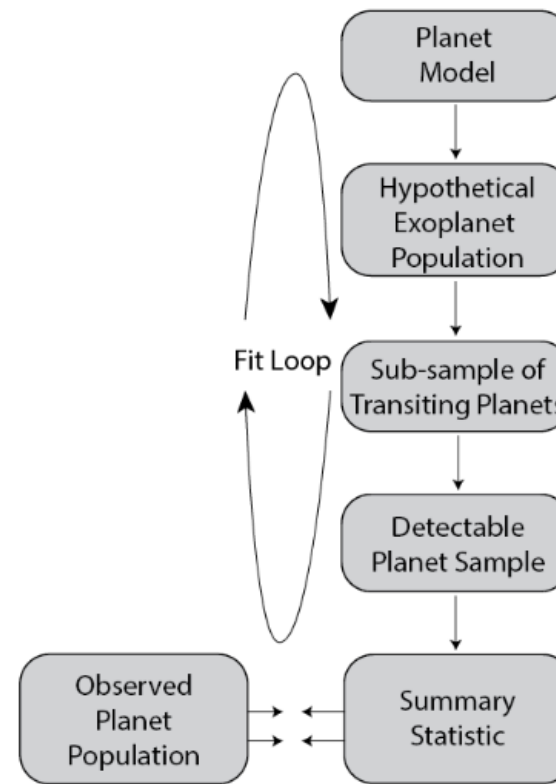 Planet
Model
Hypothetical
Exoplanet
Population
Fit Loop
Sub-sample of
Transiting Planets
Detectable
Planet Sample
Observed
Planet
Population
Summary
Statistic